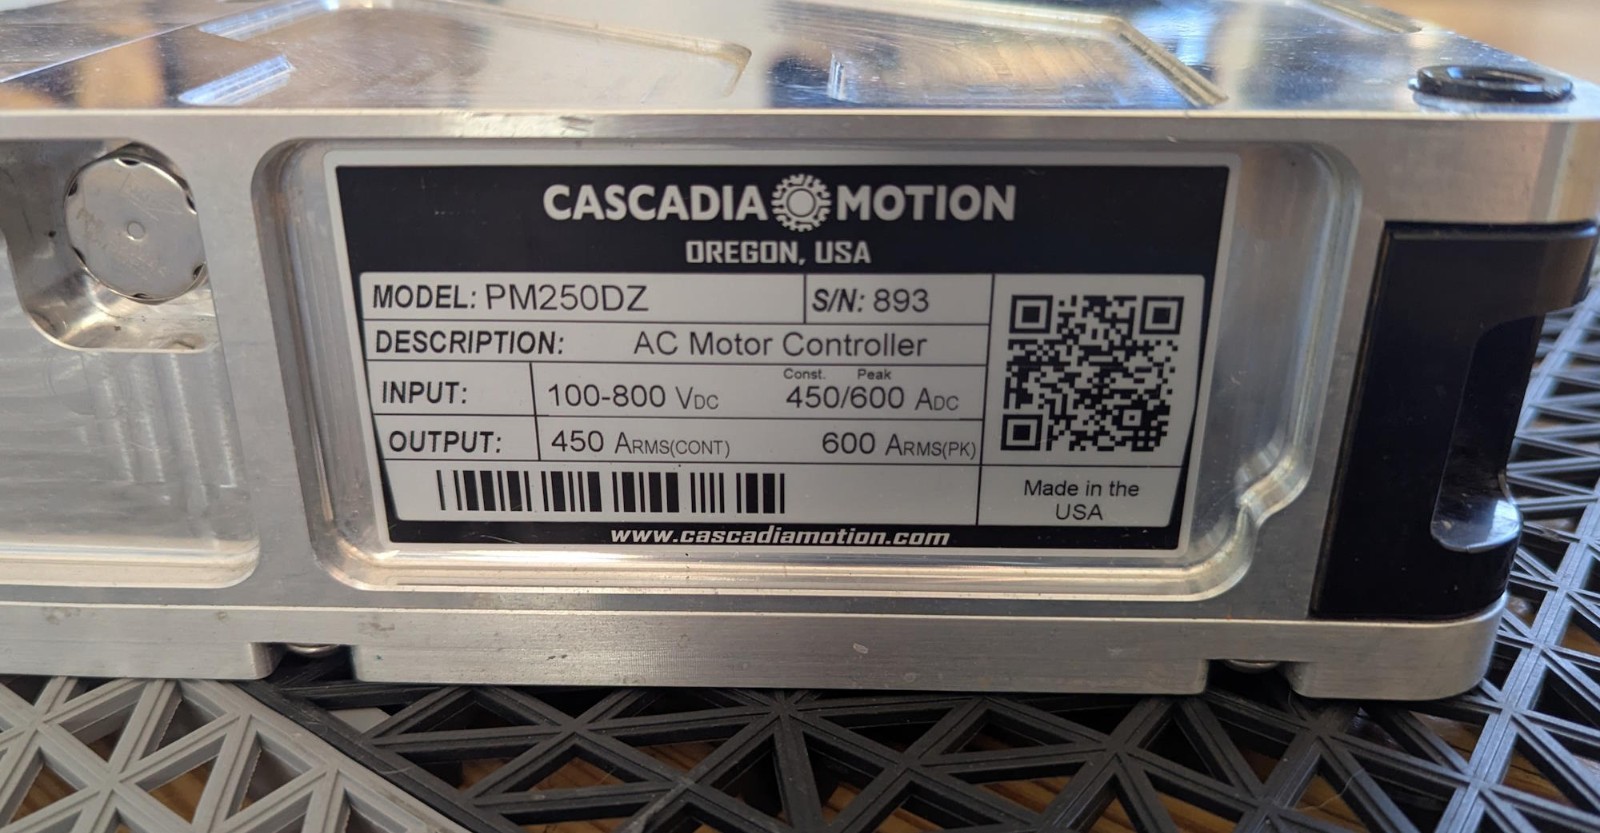 CASCADIA MOTION
OREGON, USA
MODEL: PM250DZ
S/N: 893
DESCRIPTION: AC Motor Controller
Const. Peak
INPUT: 100-800 VDC 450/600 ADC
OUTPUT: 450 ARMS(CONT) 600 ARMS(PK)
Made in the
USA
www.cascadiamotion.com